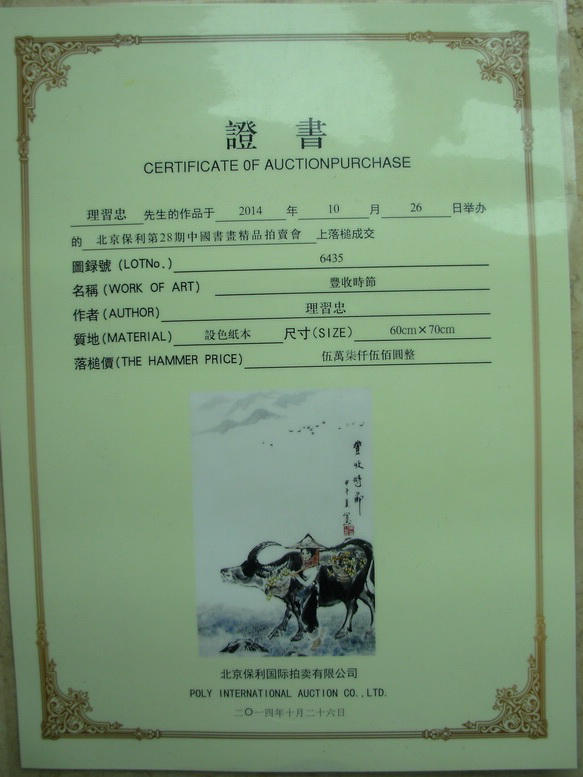 證 書
CERTIFICATE OF AUCTIONPURCHASE
理習忠 先生的作品于 2014 年 10 月 26 日举办
的 北京保利第28期中國書畫精品拍賣會 上落槌成交
圖録號 (LOTNo.) 6435
名稱 (WORK OF ART) 豐收時節
作者 (AUTHOR) 理習忠
質地 (MATERIAL) 設色紙本 尺寸 (SIZE) 60cm×70cm
落槌價 (THE HAMMER PRICE) 伍萬柒仟伍佰圓整
豐收時節
北京保利国际拍卖有限公司
POLY INTERNATIONAL AUCTION CO.,LTD.
二〇一四年十月二十六日